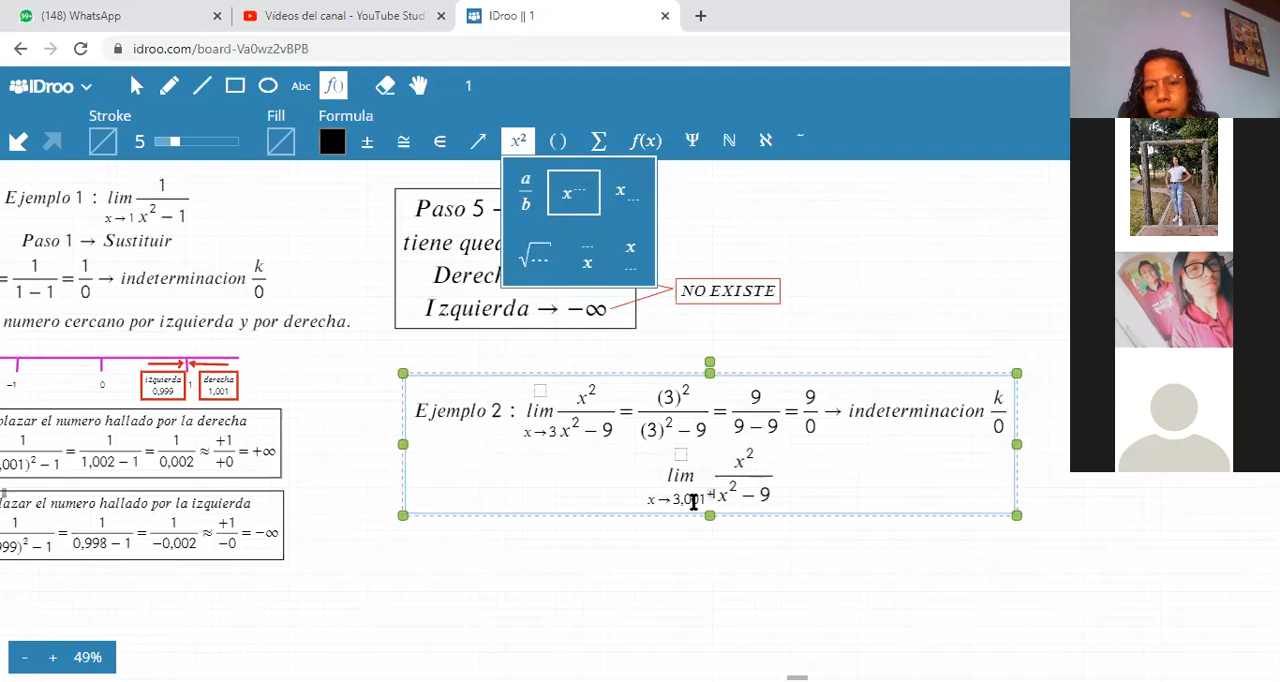 (148) WhatsApp
Vídeos del canal - YouTube Stud
IDroo || 1
idroo.com/board-Va0wz2vBPB
IDroo
Abc
f()
1
Stroke
Fill
Formula
5
± ≅ ∈ x² ( ) ∑ f(x) Ψ ℕ ℵ ~
a/b x... x...
√... ...x x...
Ejemplo 1 : lim x→1 1/(x² − 1)
Paso 1 → Sustituir
= 1/(1 − 1) = 1/0 → indeterminacion k/0
numero cercano por izquierda y por derecha.
−1 0 1
izquierda 0,999
derecha 1,001
plazar el numero hallado por la derecha
1/(,001)² − 1 = 1/(1,002 − 1) = 1/0,002 ≈ +1/+0 = +∞
lazar el numero hallado por la izquierda
1/(999)² − 1 = 1/(0,998 − 1) = 1/−0,002 ≈ +1/−0 = −∞
Paso 5 −
tiene que
Derech
Izquierda → −∞
NO EXISTE
Ejemplo 2 : lim x→3 x²/(x² − 9) = (3)²/((3)² − 9) = 9/(9 − 9) = 9/0 → indeterminacion k/0
lim x→3,001⁺ x²/(x² − 9)
- + 49%